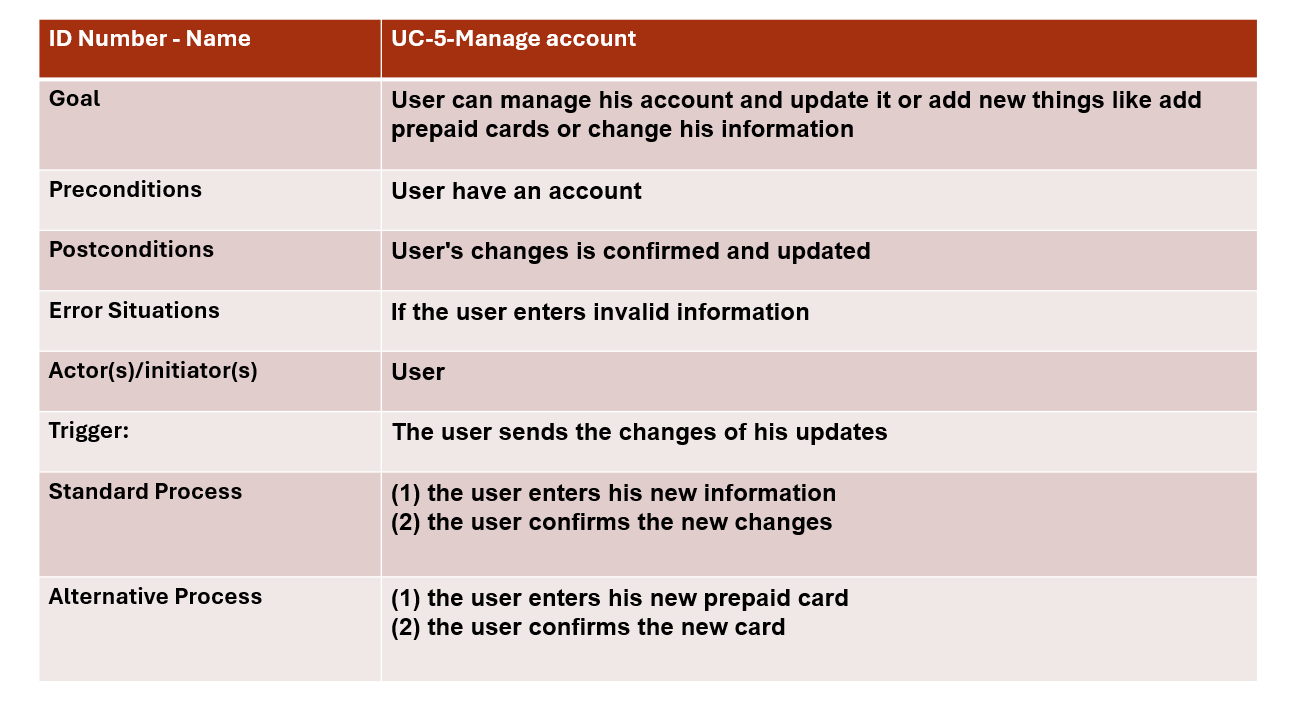 ID Number - Name
UC-5-Manage account
Goal
User can manage his account and update it or add new things like add
prepaid cards or change his information
Preconditions
User have an account
Postconditions
User's changes is confirmed and updated
Error Situations
If the user enters invalid information
Actor(s)/initiator(s)
User
Trigger:
The user sends the changes of his updates
Standard Process
(1) the user enters his new information
(2) the user confirms the new changes
Alternative Process
(1) the user enters his new prepaid card
(2) the user confirms the new card